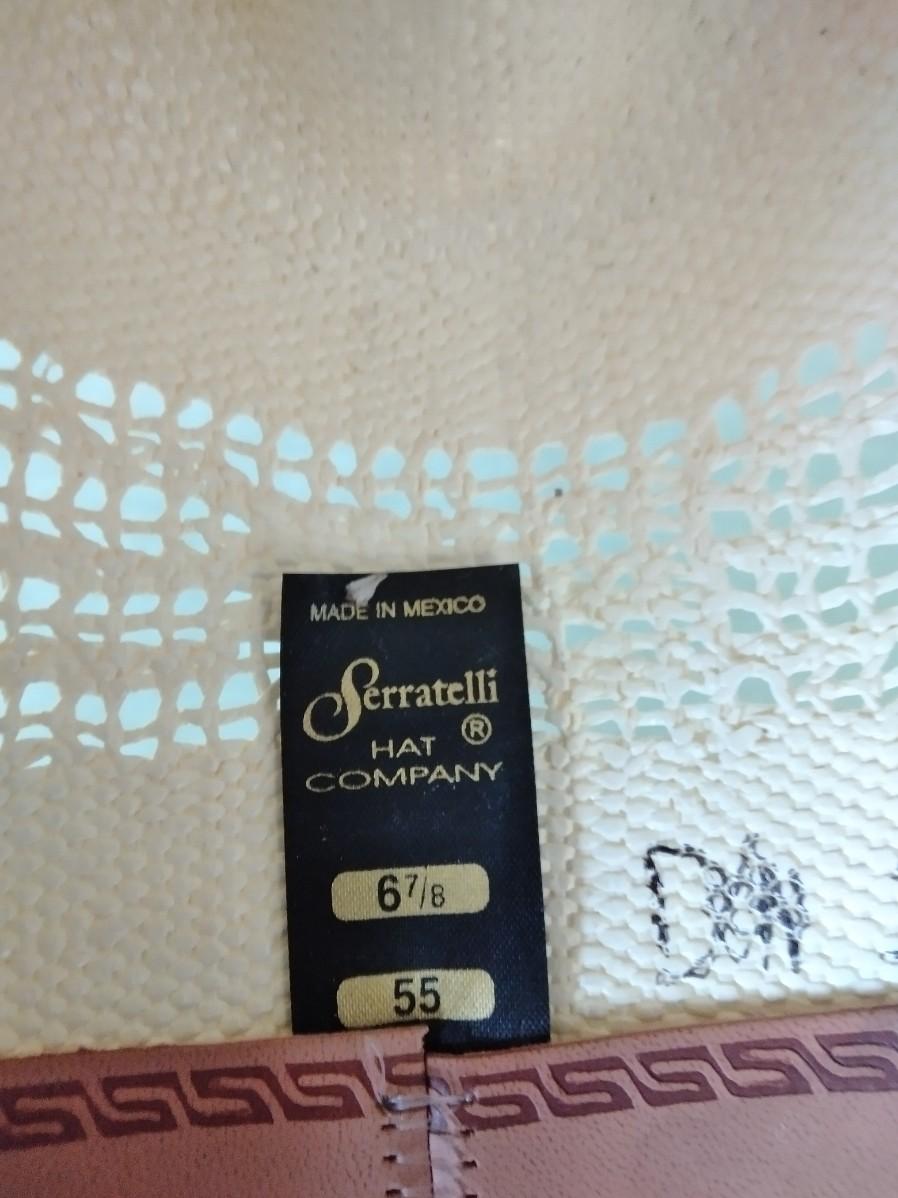 MADE IN MEXICO
Serratelli
®
HAT
COMPANY
6 7/8
55